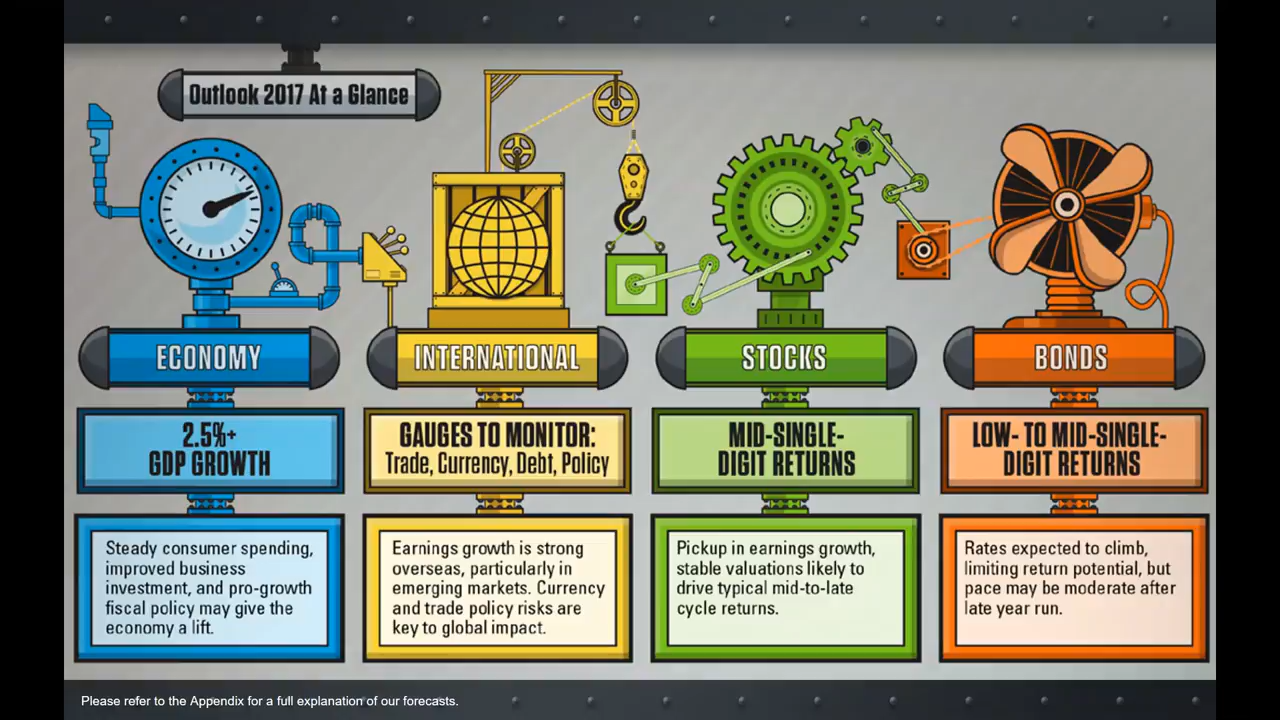 Outlook 2017 At a Glance
ECONOMY
2.5%+
GDP GROWTH
Steady consumer spending,
improved business
investment, and pro-growth
fiscal policy may give the
economy a lift.
INTERNATIONAL
GAUGES TO MONITOR:
Trade, Currency, Debt, Policy
Earnings growth is strong
overseas, particularly in
emerging markets. Currency
and trade policy risks are
key to global impact.
STOCKS
MID-SINGLE-
DIGIT RETURNS
Pickup in earnings growth,
stable valuations likely to
drive typical mid-to-late
cycle returns.
BONDS
LOW- TO MID-SINGLE-
DIGIT RETURNS
Rates expected to climb,
limiting return potential, but
pace may be moderate after
late year run.
Please refer to the Appendix for a full explanation of our forecasts.